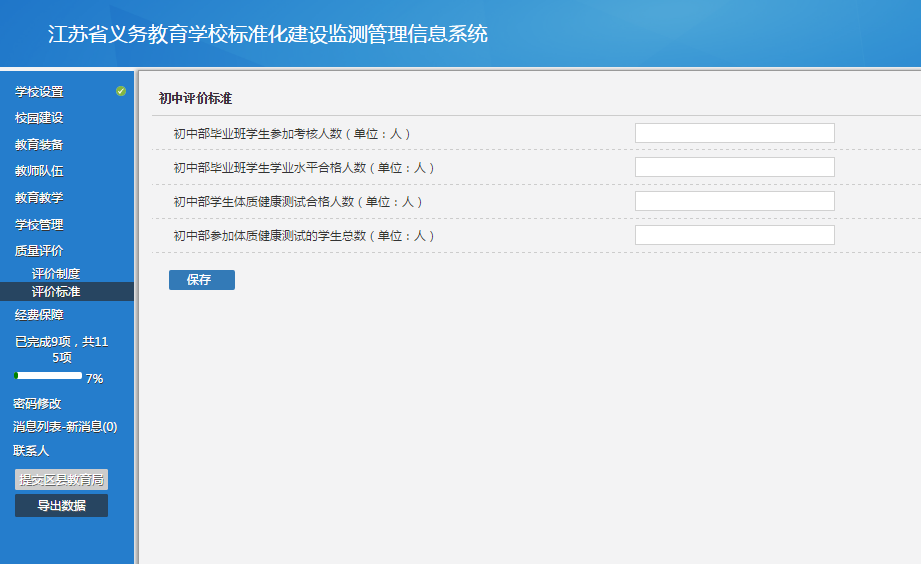 江苏省义务教育学校标准化建设监测管理信息系统
学校设置
校园建设
教育装备
教师队伍
教育教学
学校管理
质量评价
评价制度
评价标准
经费保障
已完成9项，共11
5项
7%
密码修改
消息列表-新消息(0)
联系人
提交区县教育局
导出数据
初中评价标准
初中部毕业班学生参加考核人数（单位：人）
初中部毕业班学生学业水平合格人数（单位：人）
初中部学生体质健康测试合格人数（单位：人）
初中部参加体质健康测试的学生总数（单位：人）
保存